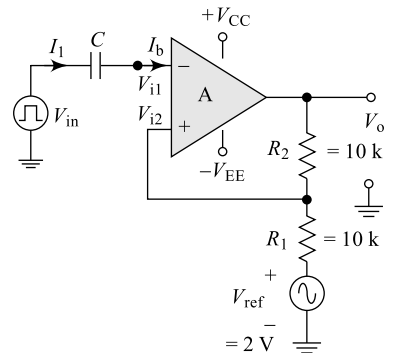 +V_CC
I_1 C I_b
− V_i1
A
V_in
V_i2 +
V_o
−V_EE
R_2 = 10 k
R_1 = 10 k
+
V_ref
−
= 2 V